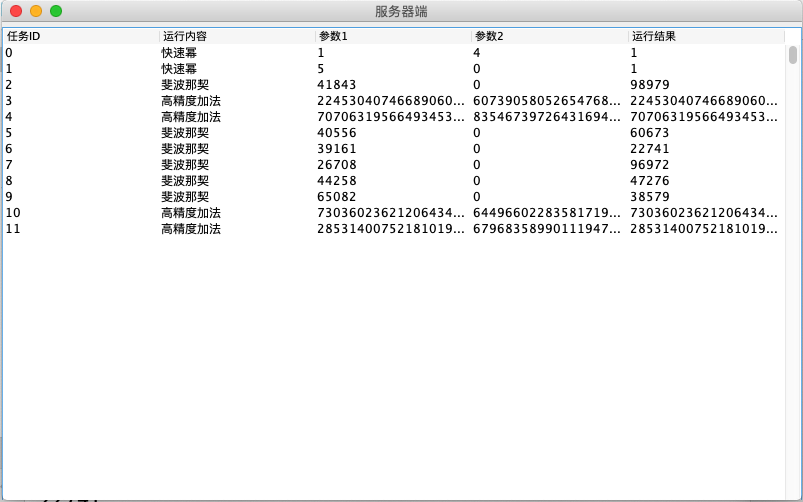 服务器端
任务ID 运行内容 参数1 参数2 运行结果
0 快速幂 1 4 1
1 快速幂 5 0 1
2 斐波那契 41843 0 98979
3 高精度加法 22453040746689060... 60739058052654768... 22453040746689060...
4 高精度加法 70706319566493453... 83546739726431694... 70706319566493453...
5 斐波那契 40556 0 60673
6 斐波那契 39161 0 22741
7 斐波那契 26708 0 96972
8 斐波那契 44258 0 47276
9 斐波那契 65082 0 38579
10 高精度加法 73036023621206434... 64496602283581719... 73036023621206434...
11 高精度加法 28531400752181019... 67968358990111947... 28531400752181019...